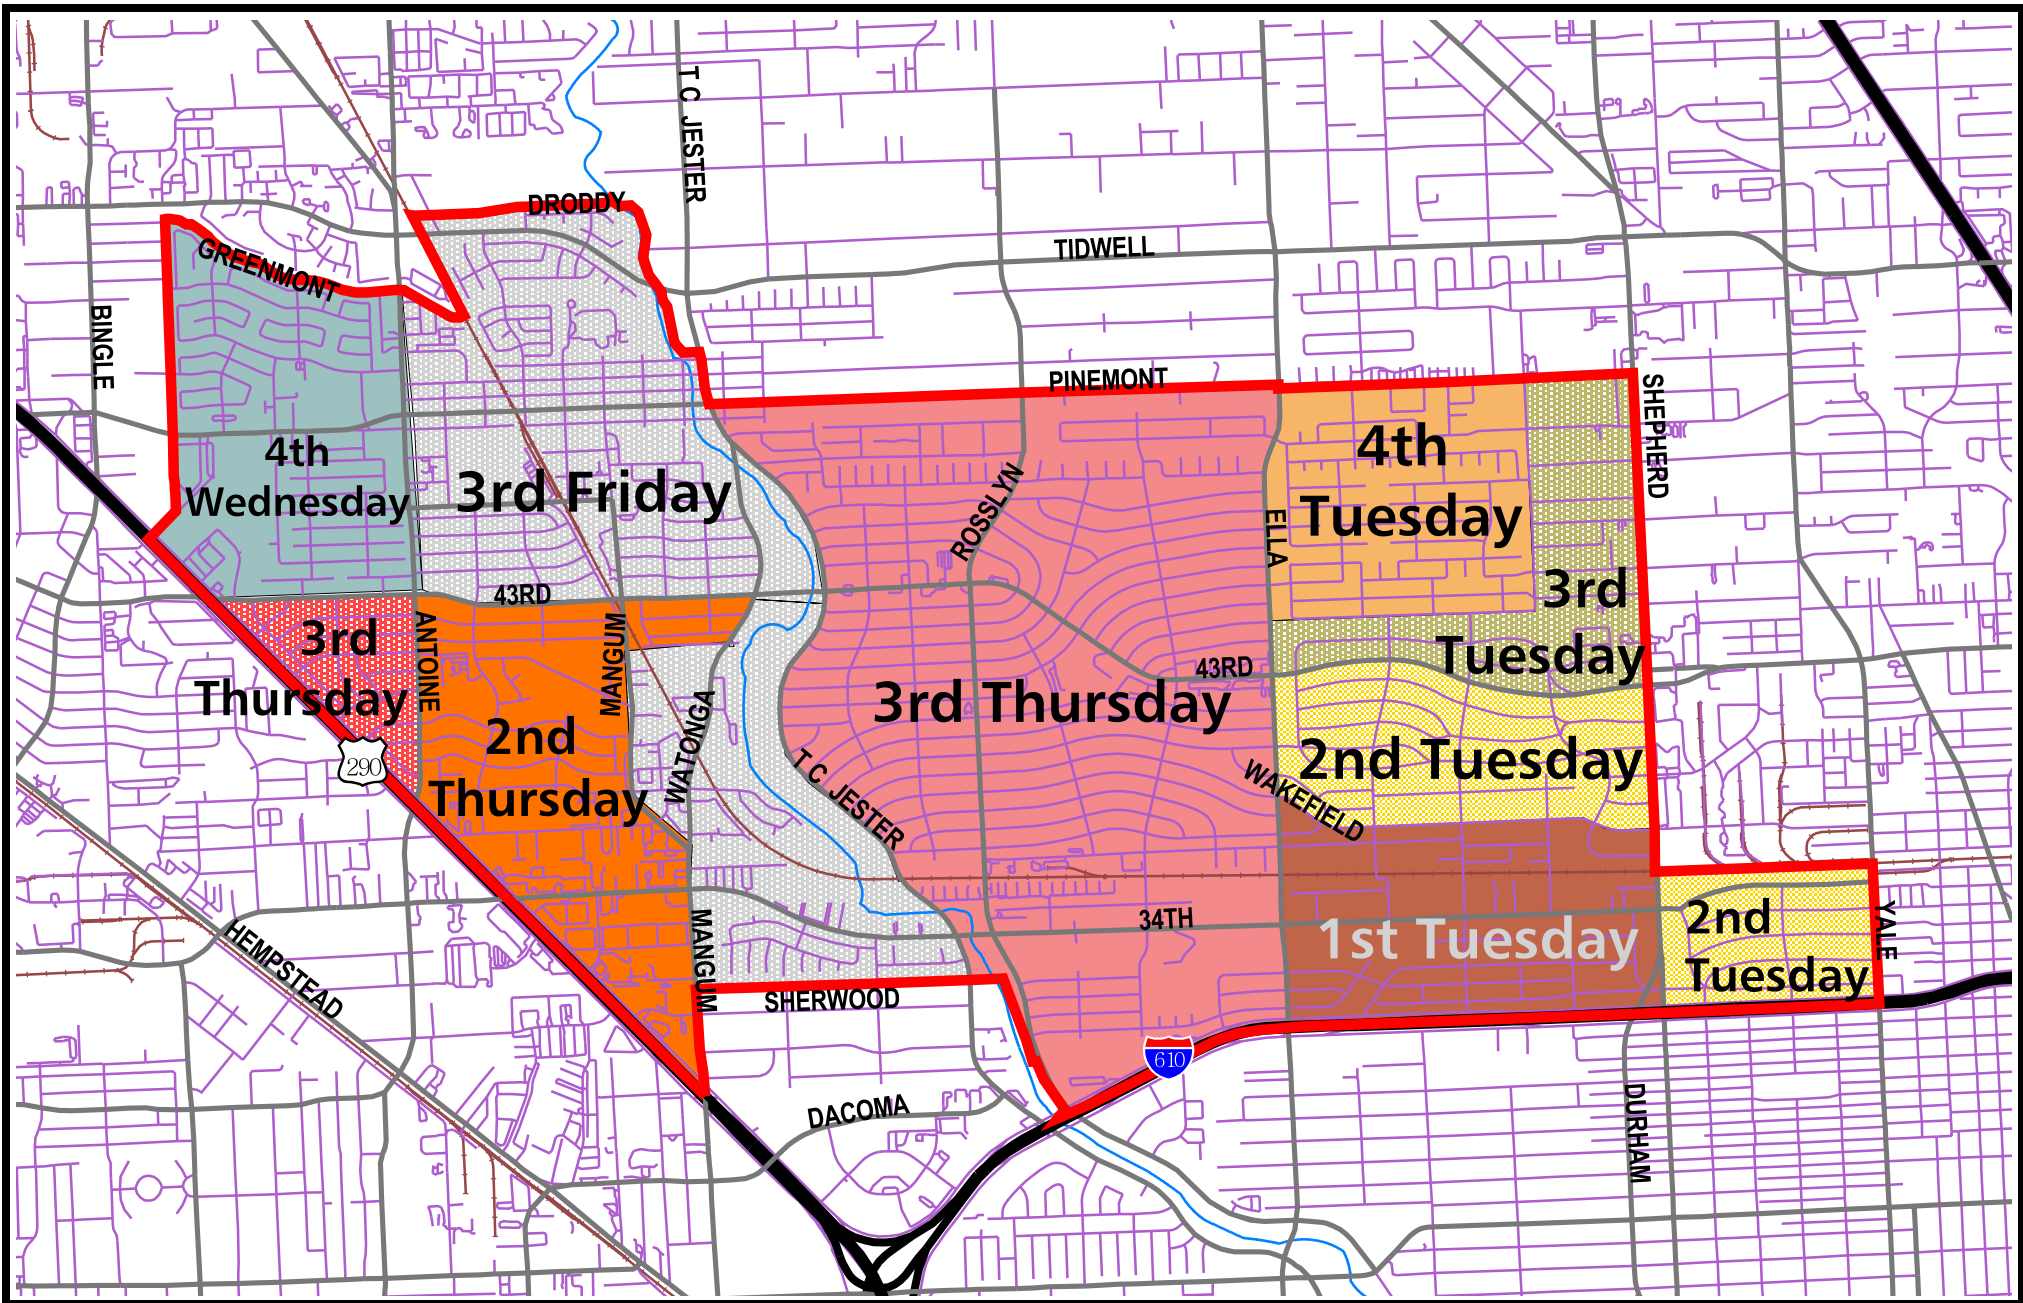 T C JESTER
DRODDY
GREENMONT
TIDWELL
BINGLE
PINEMONT
SHEPHERD
4th
Wednesday
3rd Friday
ROSSLYN
4th
Tuesday
ELLA
43RD
3rd
Tuesday
3rd
Thursday
ANTOINE
MANGUM
43RD
3rd Thursday
2nd
Thursday
WATONGA
290
T C JESTER
2nd Tuesday
WAKEFIELD
HEMPSTEAD
MANGUM
34TH
1st Tuesday
2nd
Tuesday
YALE
SHERWOOD
610
DACOMA
DURHAM